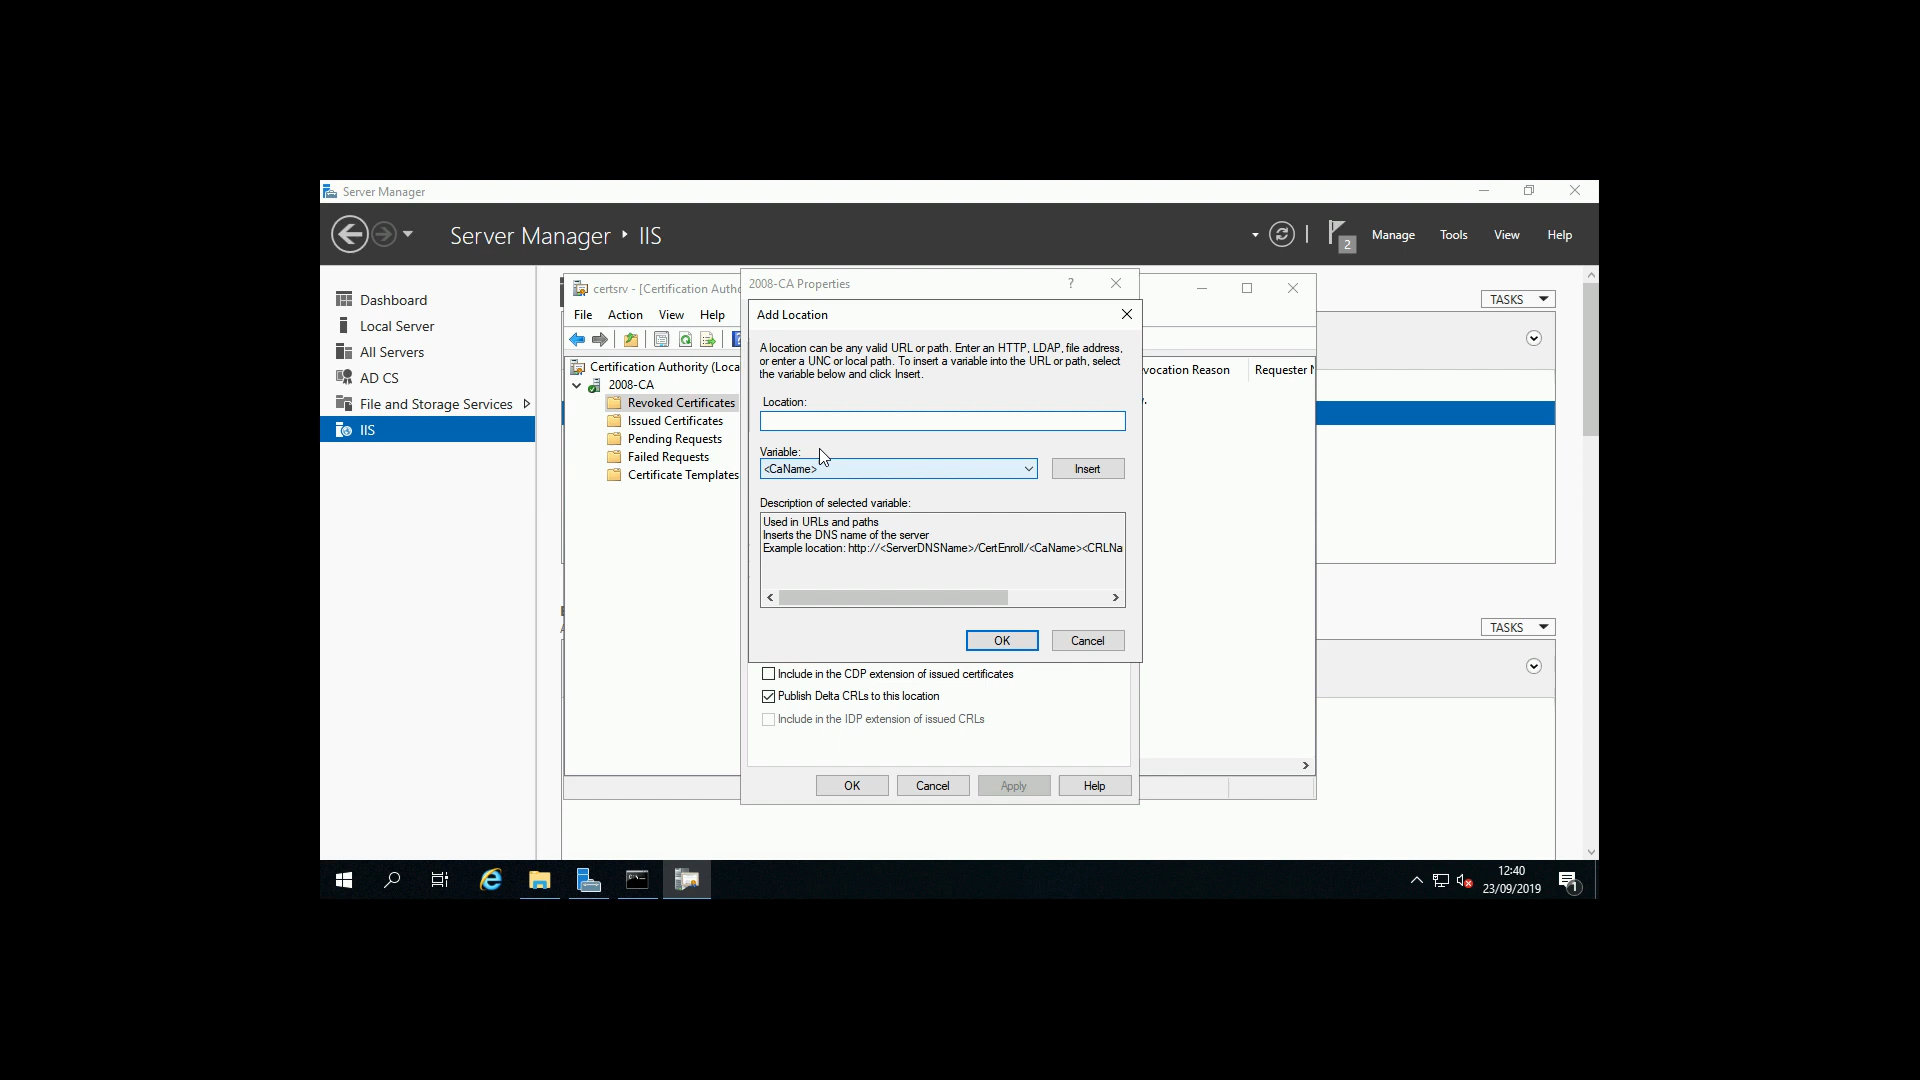 Server Manager
Server Manager ‣ IIS
2
Manage
Tools
View
Help
Dashboard
Local Server
All Servers
AD CS
File and Storage Services
IIS
TASKS
certsrv - [Certification Autho
File
Action
View
Help
Certification Authority (Loca
2008-CA
Revoked Certificates
Issued Certificates
Pending Requests
Failed Requests
Certificate Templates
vocation Reason
Requester N
2008-CA Properties
?
Add Location
A location can be any valid URL or path. Enter an HTTP, LDAP, file address,
or enter a UNC or local path. To insert a variable into the URL or path, select
the variable below and click Insert.
Location:
Variable:
<CaName>
Insert
Description of selected variable:
Used in URLs and paths
Inserts the DNS name of the server
Example location: http://<ServerDNSName>/CertEnroll/<CaName><CRLNa
OK
Cancel
Include in the CDP extension of issued certificates
Publish Delta CRLs to this location
Include in the IDP extension of issued CRLs
OK
Cancel
Apply
Help
TASKS
12:40
23/09/2019
1